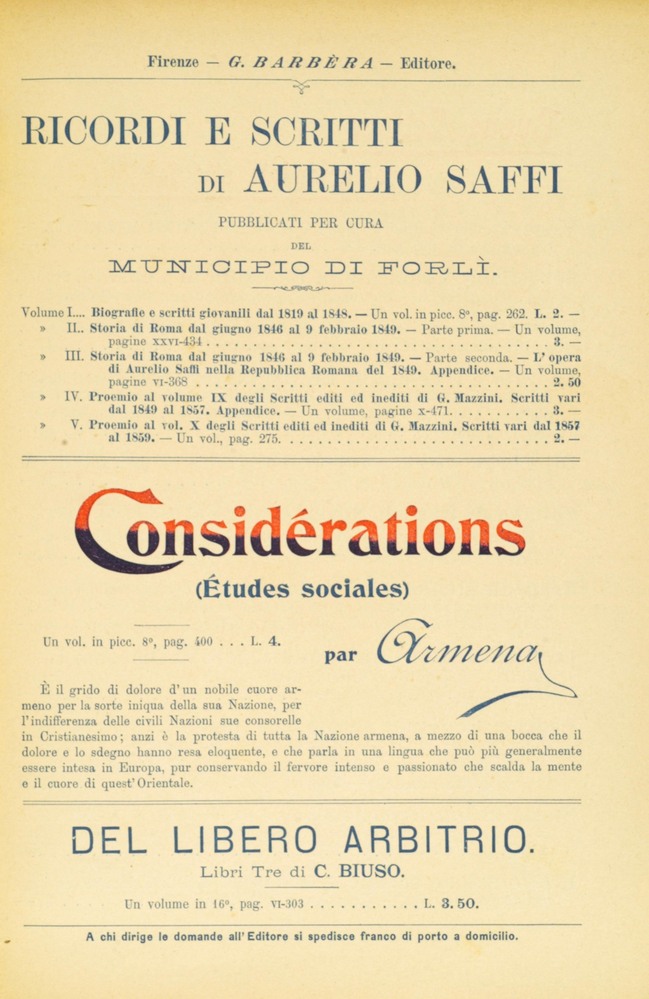 Firenze — G. BARBÈRA — Editore.
RICORDI E SCRITTI
DI AURELIO SAFFI
PUBBLICATI PER CURA
DEL
MUNICIPIO DI FORLÌ.
Volume I.... Biografie e scritti giovanili dal 1819 al 1848. — Un vol. in picc. 8º, pag. 262. L. 2. —
» II.. Storia di Roma dal giugno 1846 al 9 febbraio 1849. — Parte prima. — Un volume,
pagine XXVI-434 . . . . . . . . . . . . . . . . . . . . 3. —
» III. Storia di Roma dal giugno 1846 al 9 febbraio 1849. — Parte seconda. — L'opera
di Aurelio Saffi nella Repubblica Romana del 1849. Appendice. — Un volume,
pagine VI-368 . . . . . . . . . . . . . . . . . . . . 2. 50
» IV. Proemio al volume IX degli Scritti editi ed inediti di G. Mazzini. Scritti vari
dal 1849 al 1857. Appendice. — Un volume, pagine X-471. . . . . . . . . . . 3. —
» V. Proemio al vol. X degli Scritti editi ed inediti di G. Mazzini. Scritti vari dal 1857
al 1859. — Un vol., pag. 275. . . . . . . . . . . . . . . . . . . . 2. —
Considérations
(Études sociales)
Un vol. in picc. 8º, pag. 400 . . . L. 4.
par Armena
È il grido di dolore d'un nobile cuore ar-
meno per la sorte iniqua della sua Nazione, per
l'indifferenza delle civili Nazioni sue consorelle
in Cristianesimo; anzi è la protesta di tutta la Nazione armena, a mezzo di una bocca che il
dolore e lo sdegno hanno resa eloquente, e che parla in una lingua che può più generalmente
essere intesa in Europa, pur conservando il fervore intenso e passionato che scalda la mente
e il cuore di quest'Orientale.
DEL LIBERO ARBITRIO.
Libri Tre di C. BIUSO.
Un volume in 16º, pag. VI-303 . . . . . . . . . . . L. 3. 50.
A chi dirige le domande all'Editore si spedisce franco di porto a domicilio.